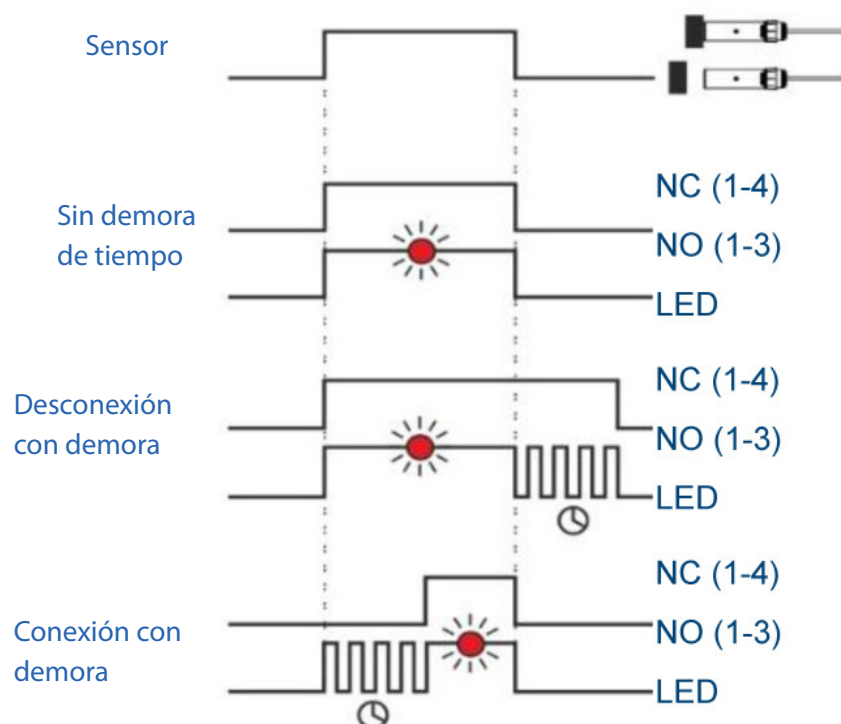 Sensor
NC (1-4)
Sin demora
de tiempo
NO (1-3)
LED
NC (1-4)
Desconexión
con demora
NO (1-3)
LED
NC (1-4)
Conexión con
demora
NO (1-3)
LED